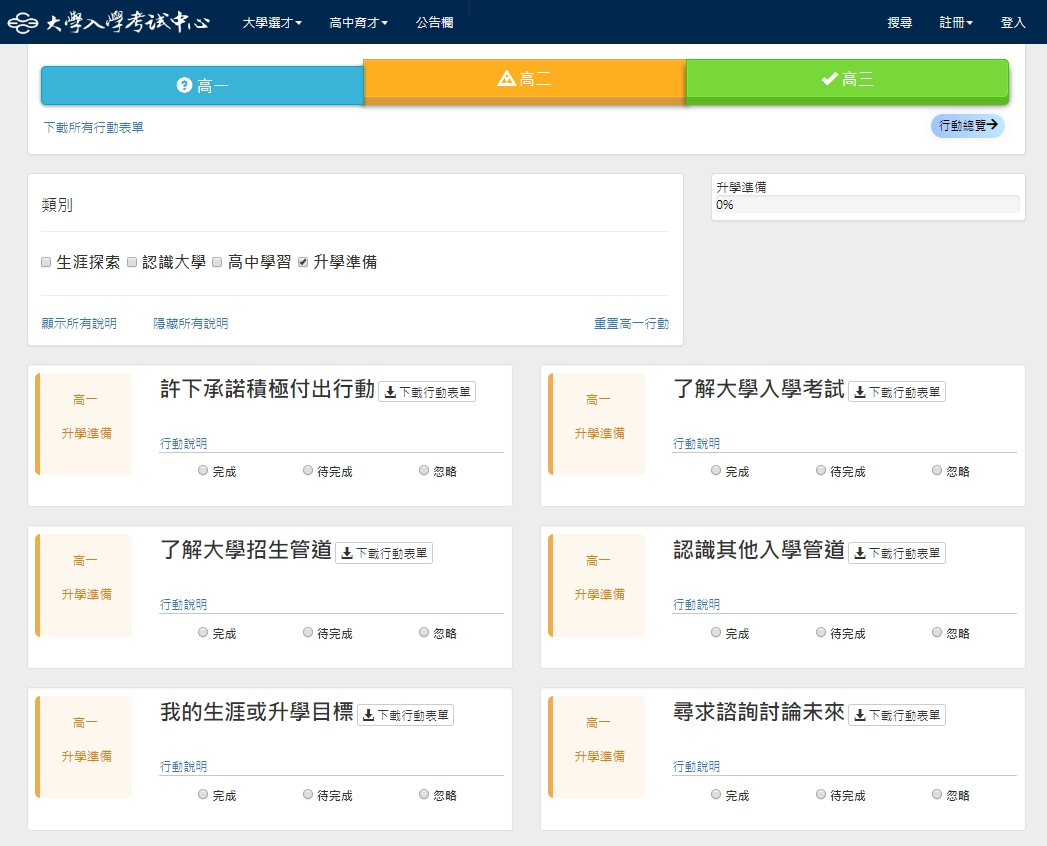 大學入學考試中心 大學選才 高中育才 公告欄 搜尋 註冊 登入
高一 高二 高三
下載所有行動表單 行動總覽
類別
生涯探索 認識大學 高中學習 升學準備
顯示所有說明 隱藏所有說明 重置高一行動
升學準備
0%
高一
升學準備
許下承諾積極付出行動 下載行動表單
行動說明
完成 待完成 忽略
高一
升學準備
了解大學入學考試 下載行動表單
行動說明
完成 待完成 忽略
高一
升學準備
了解大學招生管道 下載行動表單
行動說明
完成 待完成 忽略
高一
升學準備
認識其他入學管道 下載行動表單
行動說明
完成 待完成 忽略
高一
升學準備
我的生涯或升學目標 下載行動表單
行動說明
完成 待完成 忽略
高一
升學準備
尋求諮詢討論未來 下載行動表單
行動說明
完成 待完成 忽略